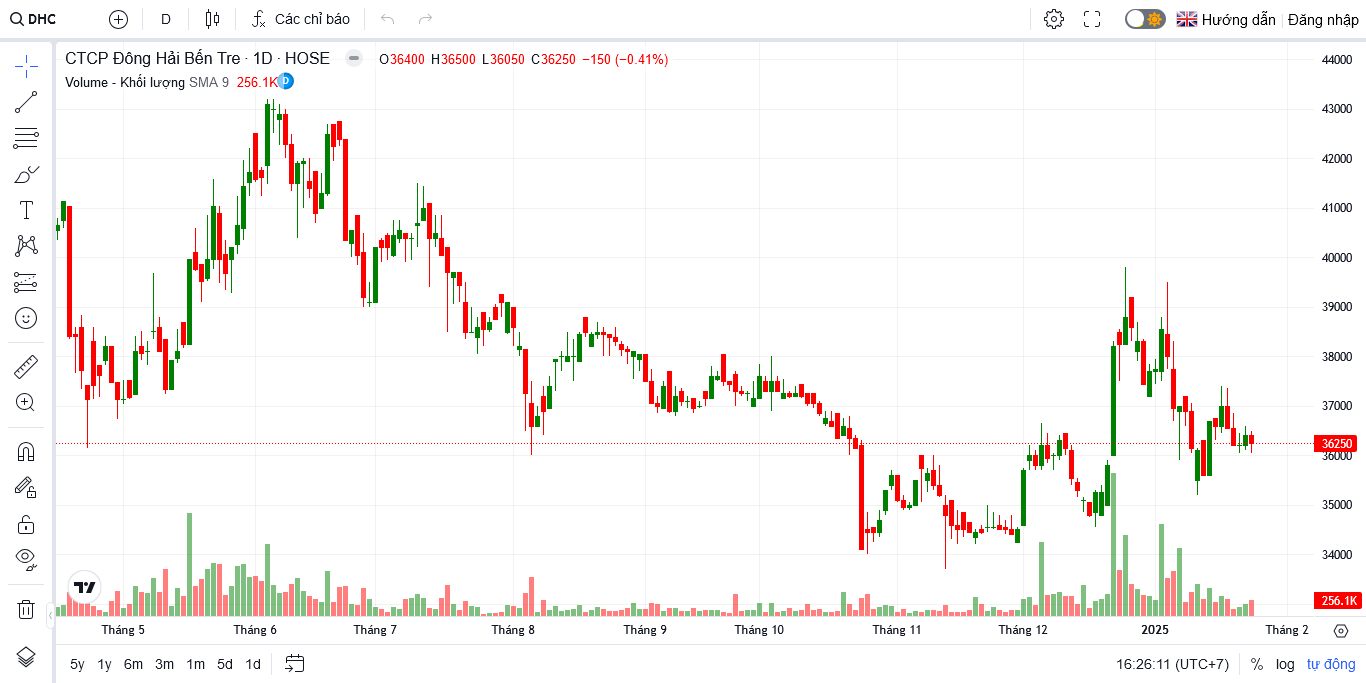 DHC D Các chỉ báo Hướng dẫn Đăng nhập
CTCP Đông Hải Bến Tre · 1D · HOSE O36400 H36500 L36050 C36250 −150 (−0.41%)
Volume - Khối lượng SMA 9 256.1K D
44000
43000
42000
41000
40000
39000
38000
37000
36250
36000
35000
34000
256.1K
Tháng 5 Tháng 6 Tháng 7 Tháng 8 Tháng 9 Tháng 10 Tháng 11 Tháng 12 2025 Tháng 2
5y 1y 6m 3m 1m 5d 1d 16:26:11 (UTC+7) % log tự động